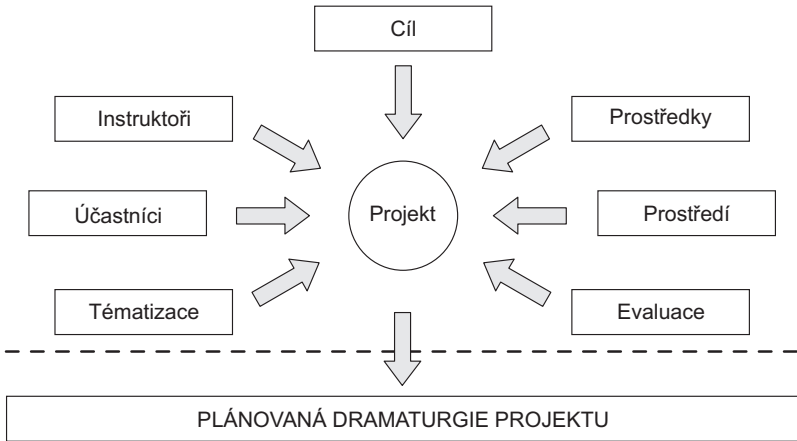 Cíl
Instruktoři
Prostředky
Účastníci
Projekt
Prostředí
Tématizace
Evaluace
PLÁNOVANÁ DRAMATURGIE PROJEKTU